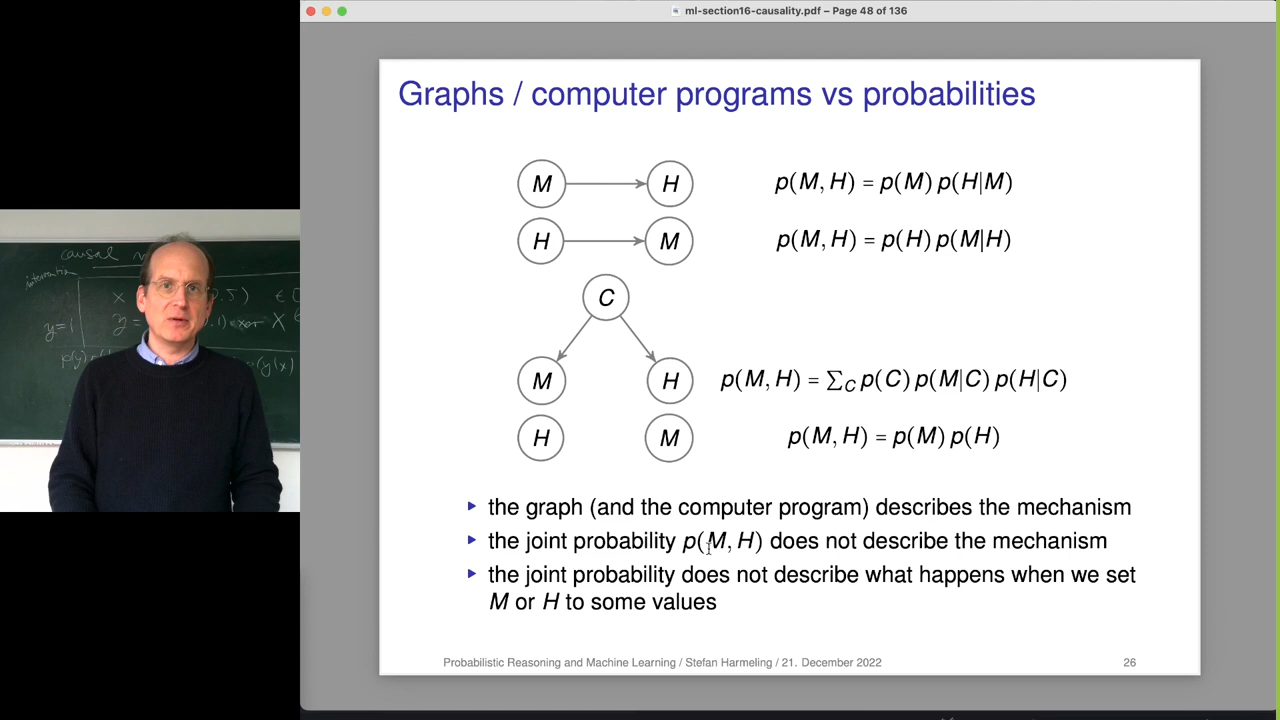 ml-section16-causality.pdf – Page 48 of 136
Graphs / computer programs vs probabilities
M H p(M, H) = p(M) p(H|M)
H M p(M, H) = p(H) p(M|H)
C
M H p(M, H) = ∑C p(C) p(M|C) p(H|C)
H M p(M, H) = p(M) p(H)
▸ the graph (and the computer program) describes the mechanism
▸ the joint probability p(M, H) does not describe the mechanism
▸ the joint probability does not describe what happens when we set
M or H to some values
Probabilistic Reasoning and Machine Learning / Stefan Harmeling / 21. December 2022 26
causal
intervention
X
y=1